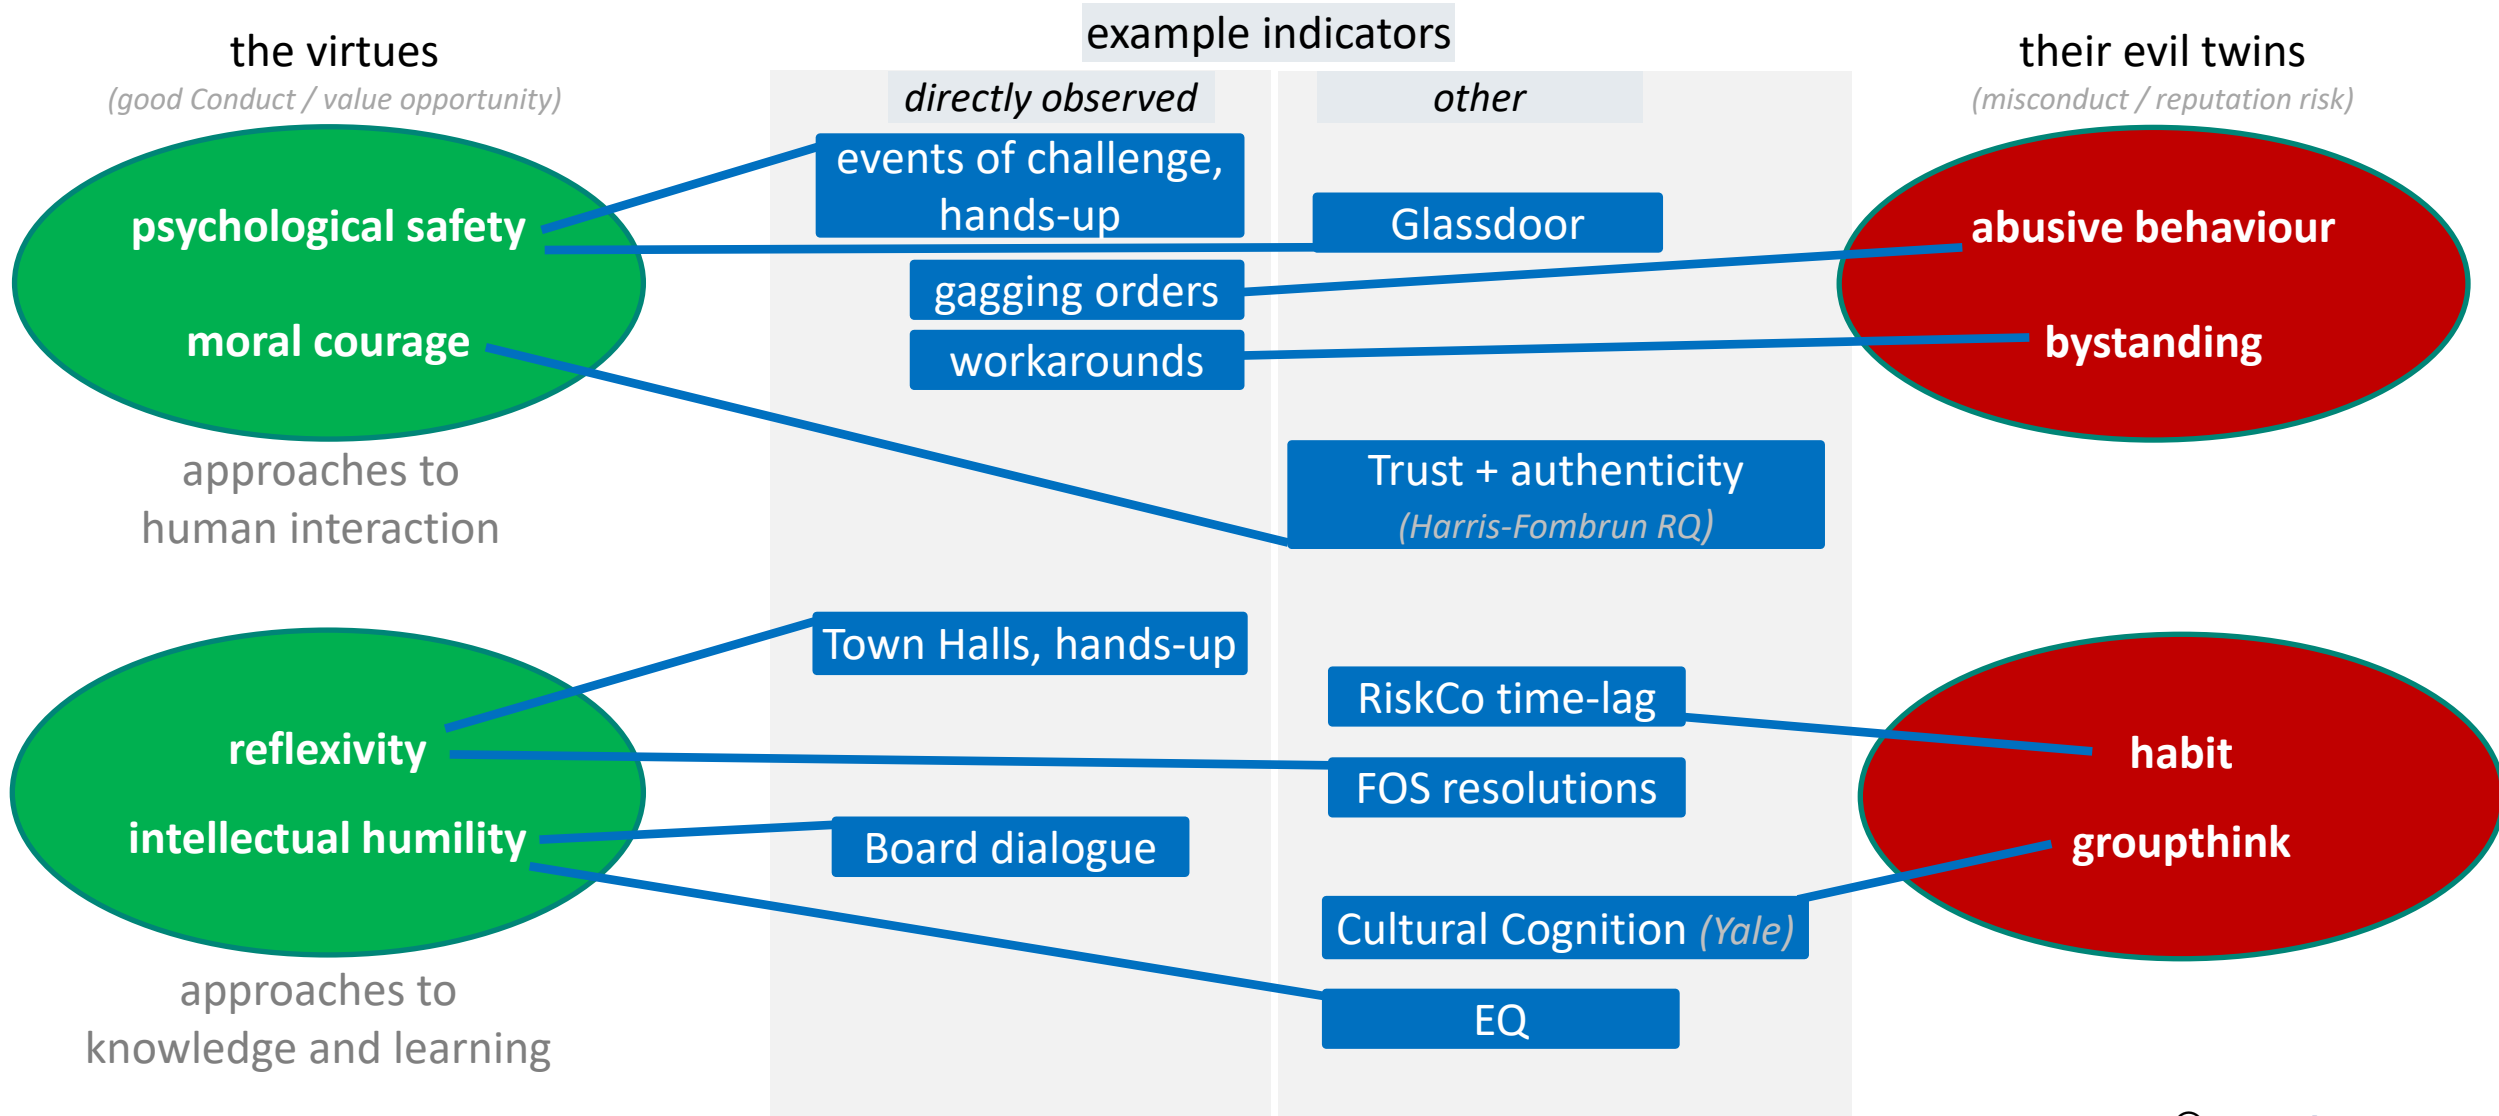 example indicators
the virtues
(good Conduct / value opportunity)
directly observed
other
their evil twins
(misconduct / reputation risk)
psychological safety
moral courage
approaches to
human interaction
events of challenge,
hands-up
Glassdoor
gagging orders
workarounds
Trust + authenticity
(Harris-Fombrun RQ)
abusive behaviour
bystanding
reflexivity
intellectual humility
approaches to
knowledge and learning
Town Halls, hands-up
RiskCo time-lag
FOS resolutions
Board dialogue
Cultural Cognition (Yale)
EQ
habit
groupthink